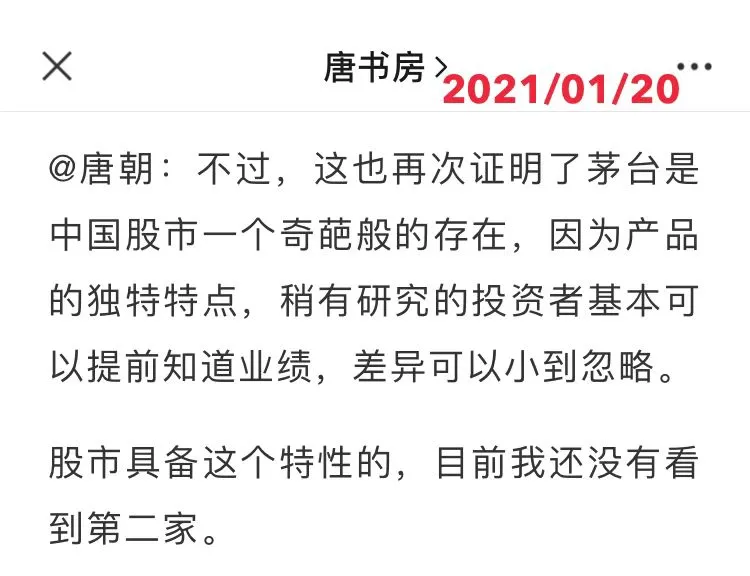 唐书房
2021/01/20
@唐朝：不过，这也再次证明了茅台是
中国股市一个奇葩般的存在，因为产品
的独特特点，稍有研究的投资者基本可
以提前知道业绩，差异可以小到忽略。
股市具备这个特性的，目前我还没有看
到第二家。